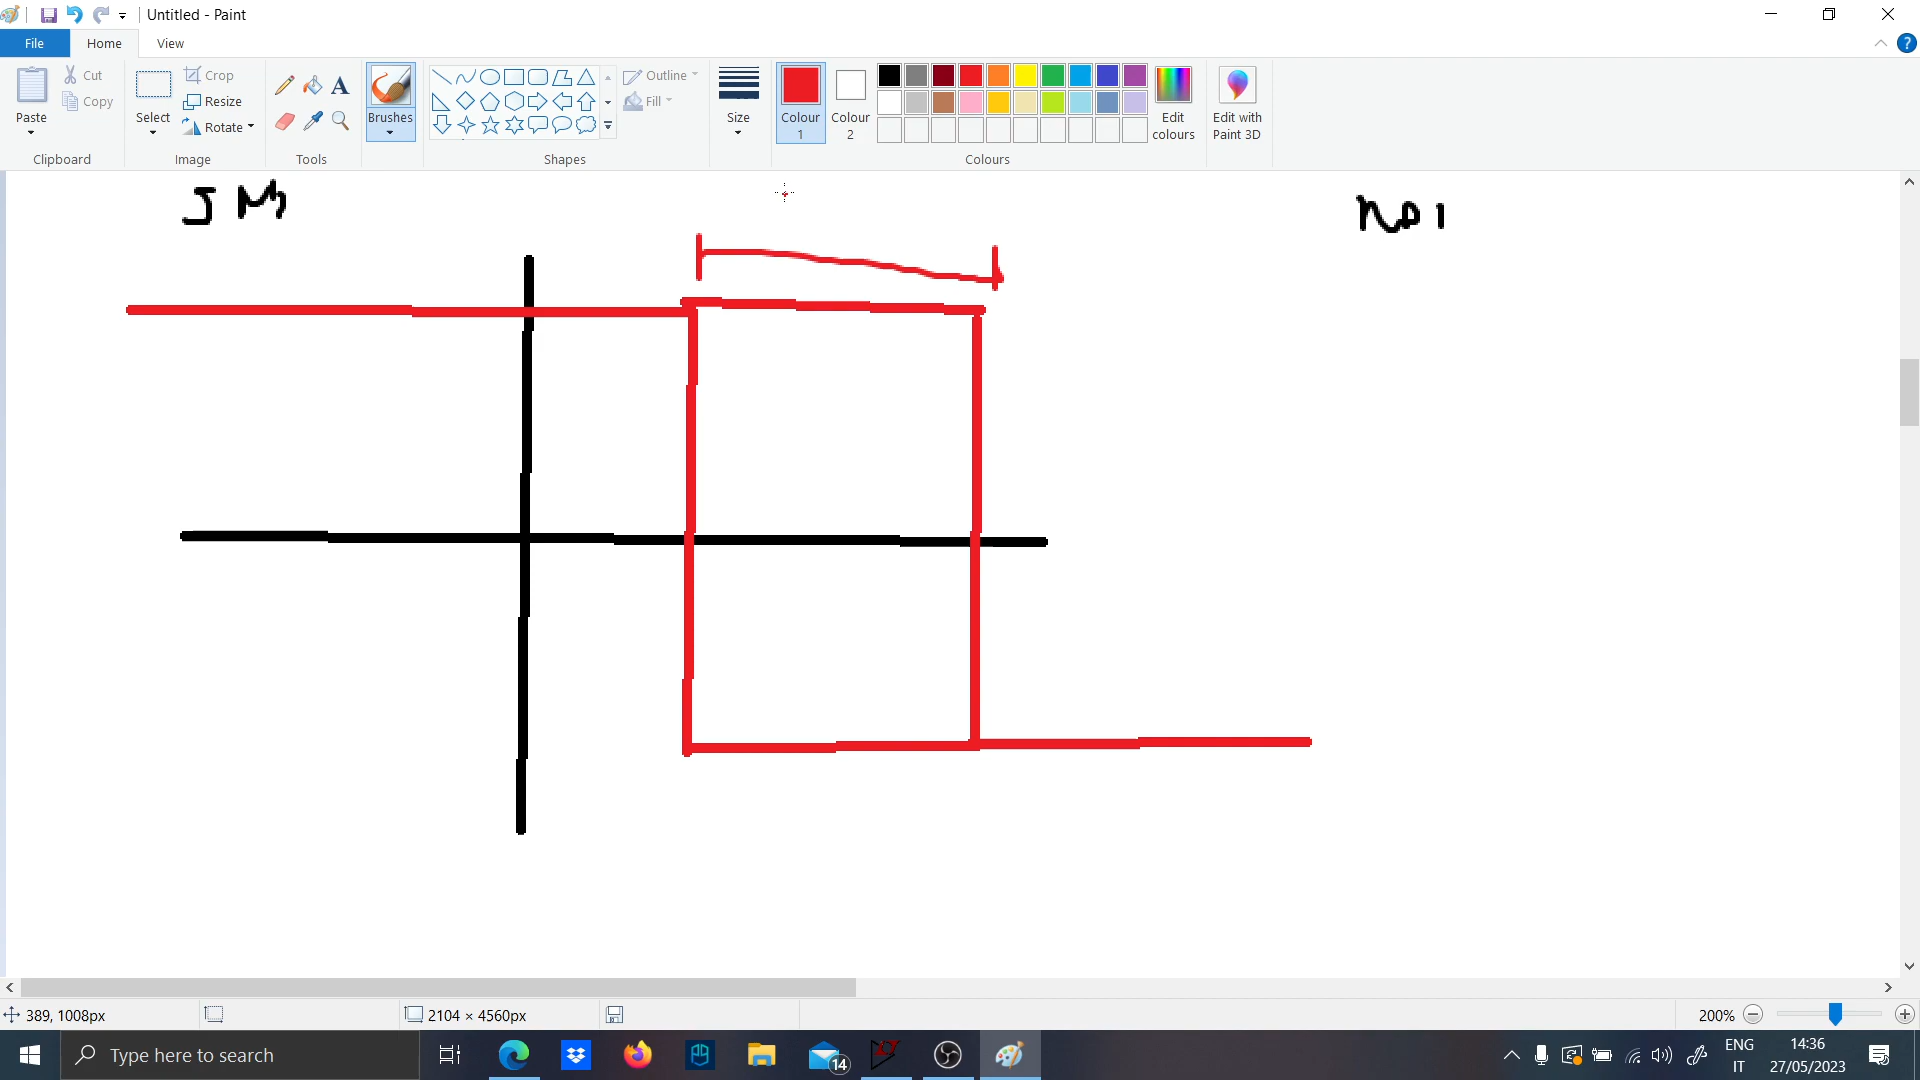 Untitled - Paint
File Home View
Paste
Cut
Copy
Clipboard
Select
Crop
Resize
Rotate
Image
Tools
Brushes
Shapes
Outline
Fill
Size
Colour 1
Colour 2
Edit colours
Edit with Paint 3D
Colours
JM
389, 1008px
2104 × 4560px
200%
Type here to search
14
ENG
IT
14:36
27/05/2023